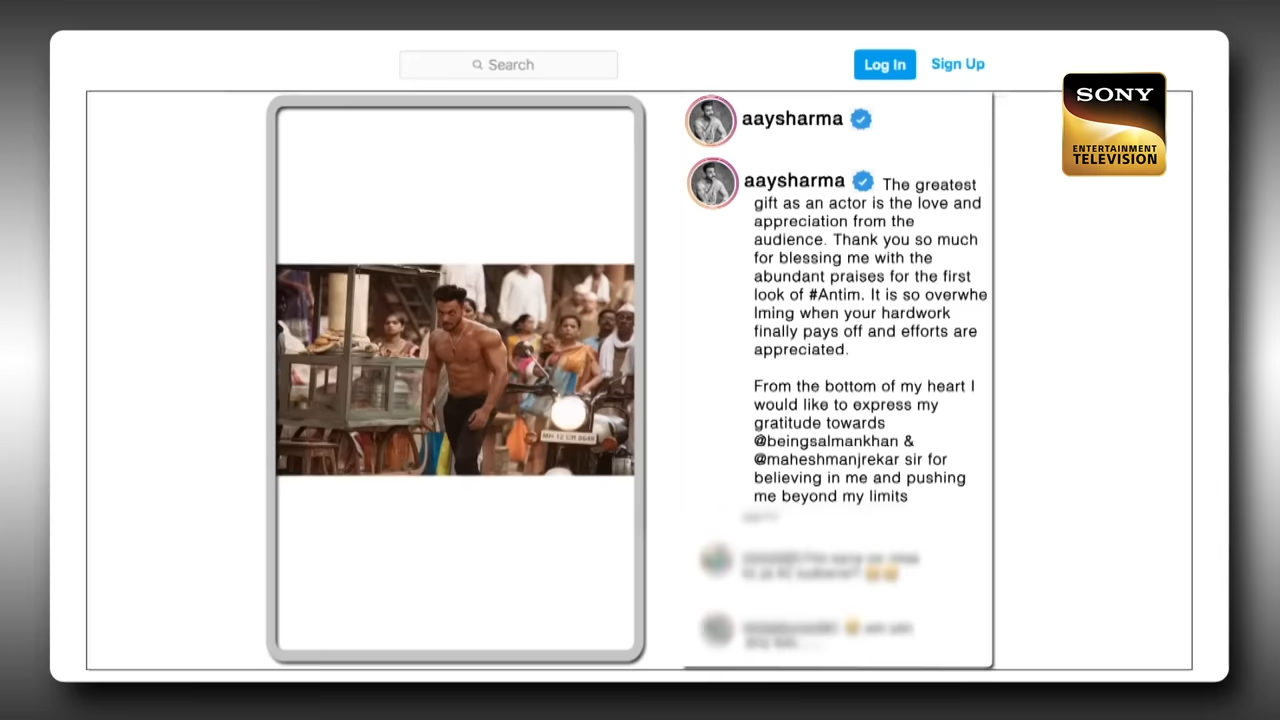 Search
Log In
Sign Up
SONY
ENTERTAINMENT
TELEVISION
aaysharma
aaysharma The greatest
gift as an actor is the love and
appreciation from the
audience. Thank you so much
for blessing me with the
abundant praises for the first
look of #Antim. It is so overwhe
lming when your hardwork
finally pays off and efforts are
appreciated.
From the bottom of my heart I
would like to express my
gratitude towards
@beingsalmankhan &
@maheshmanjrekar sir for
believing in me and pushing
me beyond my limits